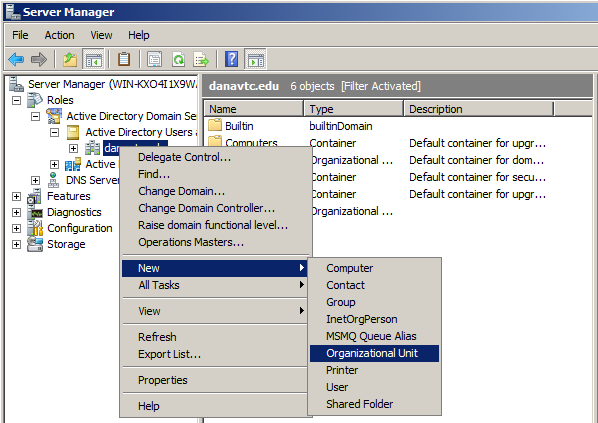 Server Manager
File Action View Help
Server Manager (WIN-KXO4I1X9W
Roles
Active Directory Domain Se
Active Directory Users a
Active
DNS Server
Features
Diagnostics
Configuration
Storage
danavtc.edu 6 objects [Filter Activated]
Name Type Description
Builtin builtinDomain
Computers Container Default container for upgr...
Organizational ... Default container for dom...
Container Default container for secu...
Container Default container for upgr...
Organizational ...
Delegate Control...
Find...
Change Domain...
Change Domain Controller...
Raise domain functional level...
Operations Masters...
New
All Tasks
View
Refresh
Export List...
Properties
Help
Computer
Contact
Group
InetOrgPerson
MSMQ Queue Alias
Organizational Unit
Printer
User
Shared Folder